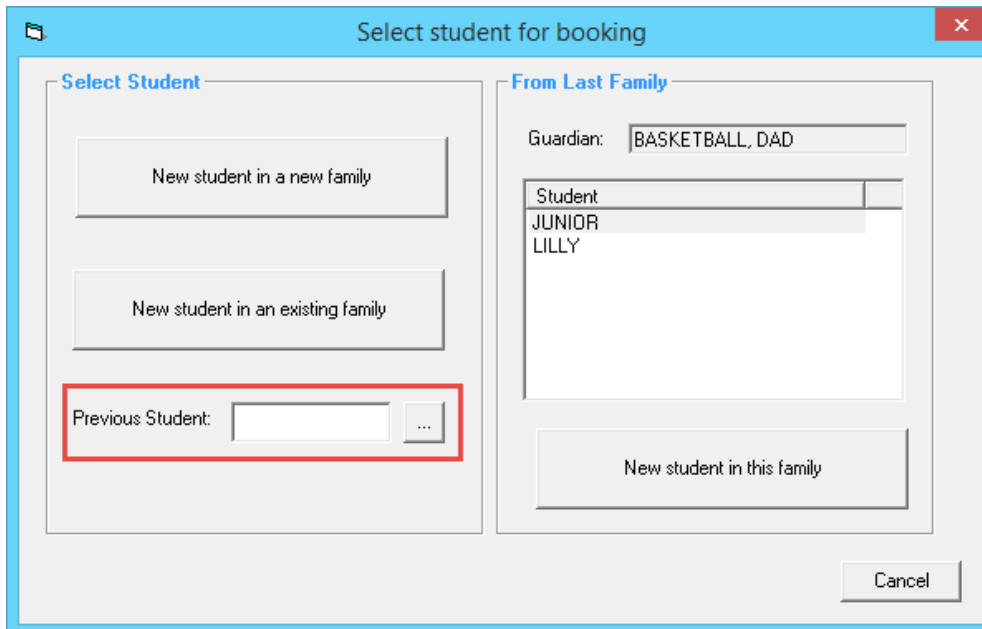 Select student for booking
Select Student
New student in a new family
New student in an existing family
Previous Student:
...
From Last Family
Guardian: BASKETBALL, DAD
Student
JUNIOR
LILLY
New student in this family
Cancel